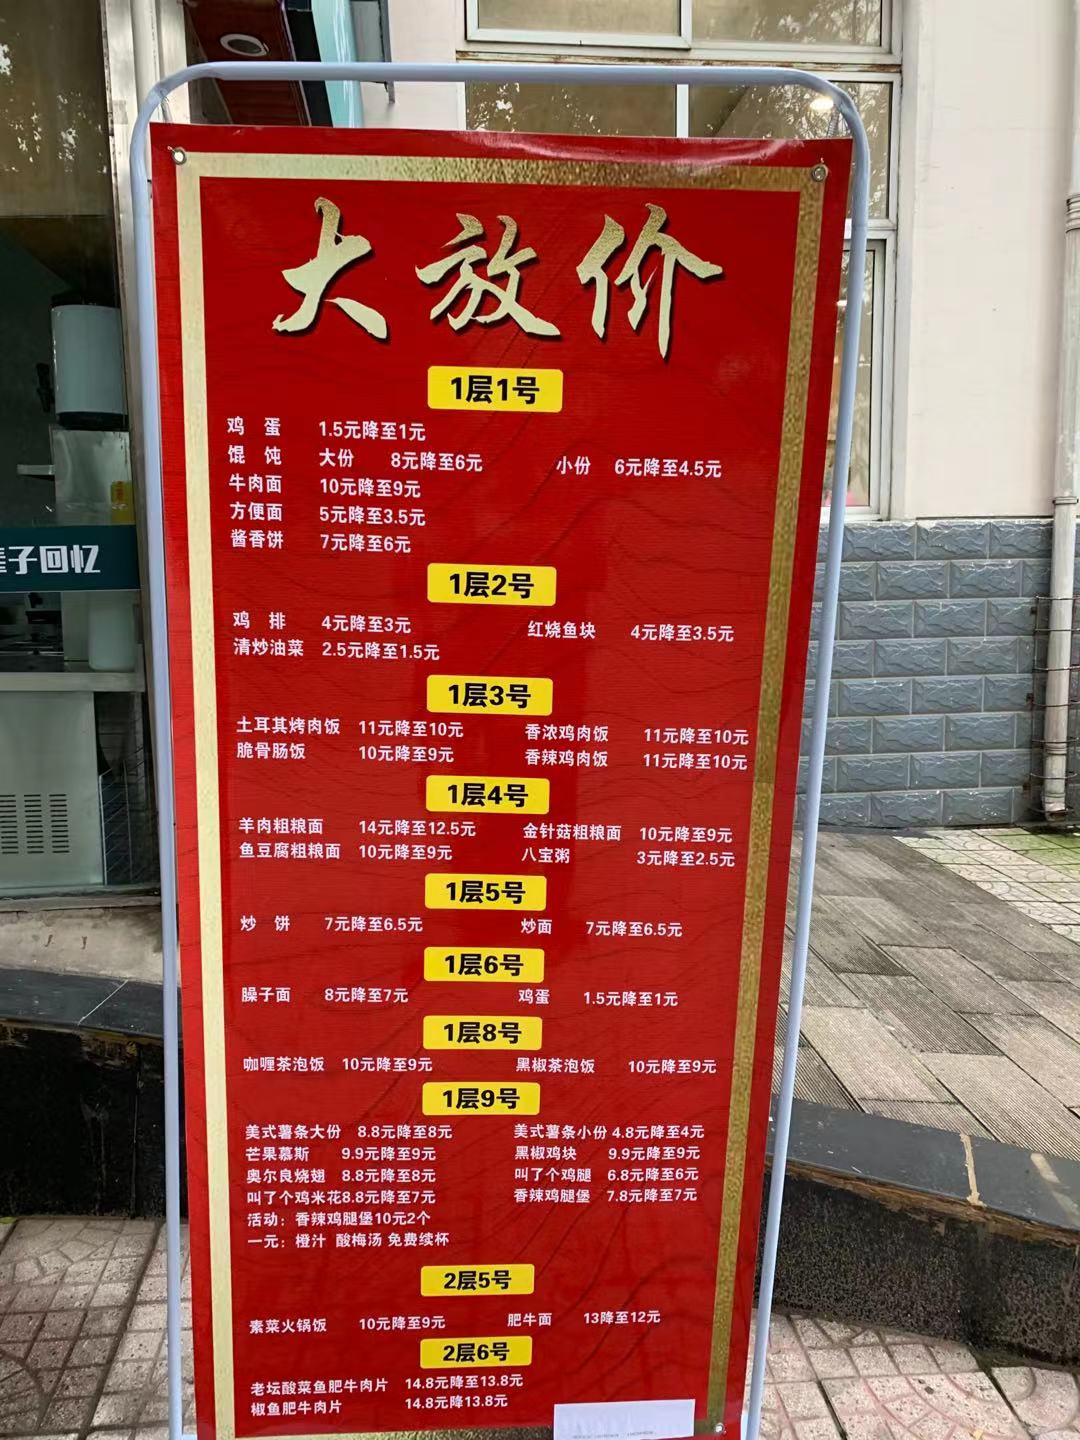 大放价
1层1号
鸡 蛋 1.5元降至1元
馄 饨 大份 8元降至6元 小份 6元降至4.5元
牛肉面 10元降至9元
方便面 5元降至3.5元
酱香饼 7元降至6元
1层2号
鸡 排 4元降至3元 红烧鱼块 4元降至3.5元
清炒油菜 2.5元降至1.5元
1层3号
土耳其烤肉饭 11元降至10元 香浓鸡肉饭 11元降至10元
脆骨肠饭 10元降至9元 香辣鸡肉饭 11元降至10元
1层4号
羊肉粗粮面 14元降至12.5元 金针菇粗粮面 10元降至9元
鱼豆腐粗粮面 10元降至9元 八宝粥 3元降至2.5元
1层5号
炒 饼 7元降至6.5元 炒面 7元降至6.5元
1层6号
臊子面 8元降至7元 鸡蛋 1.5元降至1元
1层8号
咖喱茶泡饭 10元降至9元 黑椒茶泡饭 10元降至9元
1层9号
美式薯条大份 8.8元降至8元 美式薯条小份 4.8元降至4元
芒果慕斯 9.9元降至9元 黑椒鸡块 9.9元降至9元
奥尔良烧翅 8.8元降至8元 叫了个鸡腿 6.8元降至6元
叫了个鸡米花8.8元降至7元 香辣鸡腿堡 7.8元降至7元
活动：香辣鸡腿堡10元2个
一元：橙汁 酸梅汤 免费续杯
2层5号
素菜火锅饭 10元降至9元 肥牛面 13降至12元
2层6号
老坛酸菜鱼肥牛肉片 14.8元降至13.8元
椒鱼肥牛肉片 14.8元降13.8元
子回忆